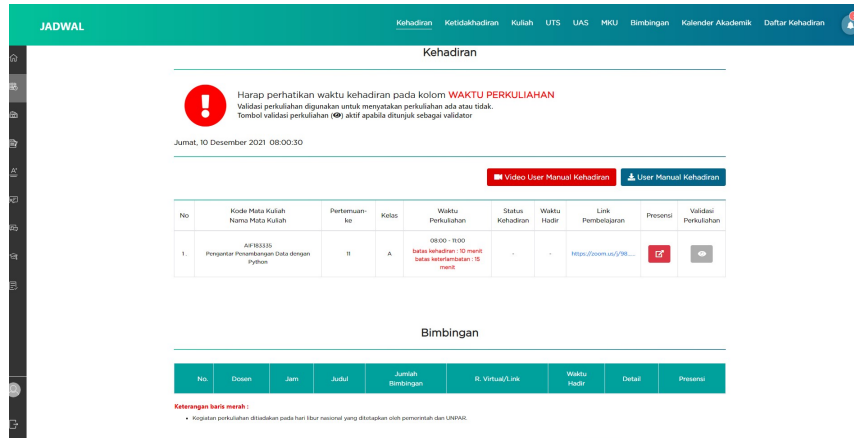 JADWAL
Kehadiran Ketidakhadiran Kuliah UTS UAS MKU Bimbingan Kalender Akademik Daftar Kehadiran
Kehadiran
Harap perhatikan waktu kehadiran pada kolom WAKTU PERKULIAHAN
Validasi perkuliahan digunakan untuk menyatakan perkuliahan ada atau tidak.
Tombol validasi perkuliahan () aktif apabila ditunjuk sebagai validator
Jumat, 10 Desember 2021 08:00:30
Video User Manual Kehadiran User Manual Kehadiran
No
Kode Mata Kuliah
Nama Mata Kuliah
Pertemuan-
ke
Kelas
Waktu
Perkuliahan
Status
Kehadiran
Waktu
Hadir
Link
Pembelajaran
Presensi
Validasi
Perkuliahan
1.
AIF183335
Pengantar Penambangan Data dengan
Python
11
A
08:00 - 11:00
batas kehadiran : 10 menit
batas keterlambatan : 15
menit
-
-
https://zoom.us/j/98......
Bimbingan
No.
Dosen
Jam
Judul
Jumlah
Bimbingan
R. Virtual/Link
Waktu
Hadir
Detail
Presensi
Keterangan baris merah :
• Kegiatan perkuliahan ditiadakan pada hari libur nasional yang ditetapkan oleh pemerintah dan UNPAR.